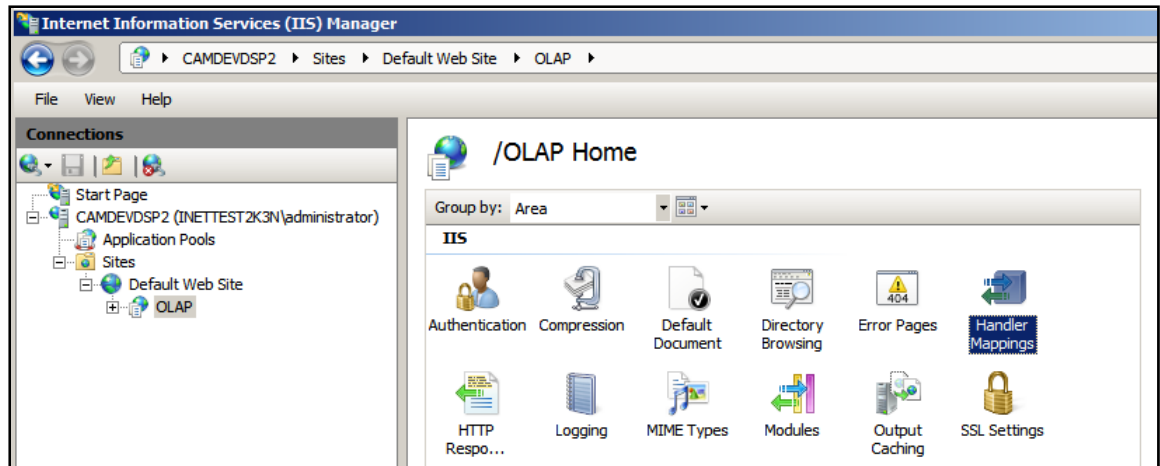 Internet Information Services (IIS) Manager
CAMDEVDSP2 Sites Default Web Site OLAP
File View Help
Connections
Start Page
CAMDEVDSP2 (INETTEST2K3N\administrator)
Application Pools
Sites
Default Web Site
OLAP
/OLAP Home
Group by: Area
IIS
Authentication Compression Default Document Directory Browsing Error Pages 404 Handler Mappings
HTTP Respo... Logging MIME Types Modules Output Caching SSL Settings